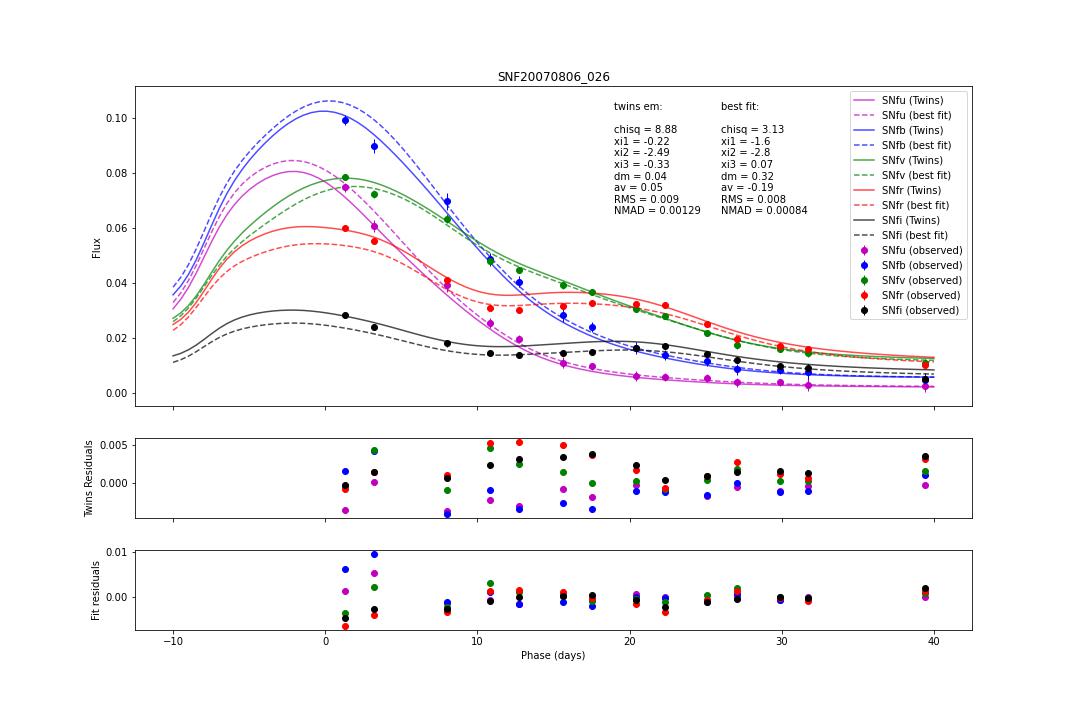 SNF20070806_026
twins em: best fit:
chisq = 8.88 chisq = 3.13
xi1 = -0.22 xi1 = -1.6
xi2 = -2.49 xi2 = -2.8
xi3 = -0.33 xi3 = 0.07
dm = 0.04 dm = 0.32
av = 0.05 av = -0.19
RMS = 0.009 RMS = 0.008
NMAD = 0.00129 NMAD = 0.00084
SNfu (Twins)
SNfu (best fit)
SNfb (Twins)
SNfb (best fit)
SNfv (Twins)
SNfv (best fit)
SNfr (Twins)
SNfr (best fit)
SNfi (Twins)
SNfi (best fit)
SNfu (observed)
SNfb (observed)
SNfv (observed)
SNfr (observed)
SNfi (observed)
Flux
0.10
0.08
0.06
0.04
0.02
0.00
Twins Residuals
0.005
0.000
Fit residuals
0.01
0.00
−10 0 10 20 30 40
Phase (days)